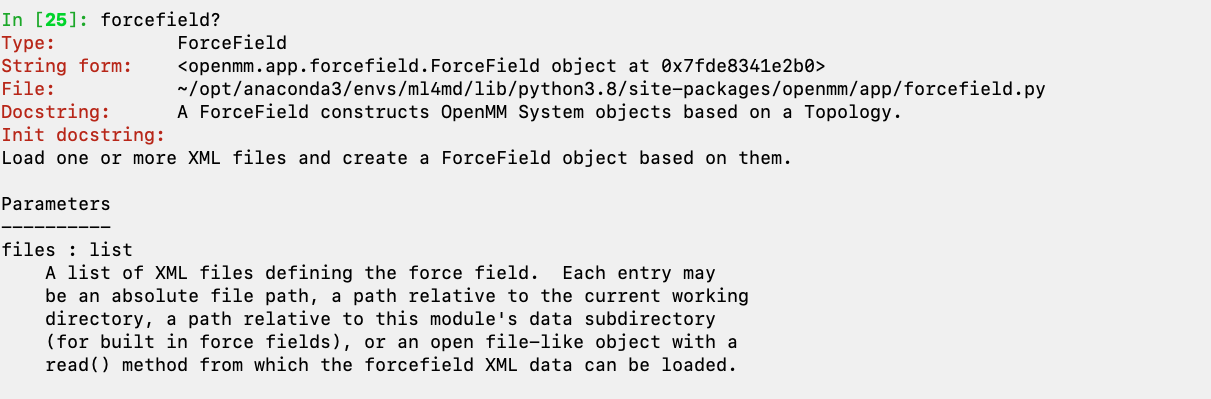 In [25]: forcefield?
Type:           ForceField
String form:    <openmm.app.forcefield.ForceField object at 0x7fde8341e2b0>
File:           ~/opt/anaconda3/envs/ml4md/lib/python3.8/site-packages/openmm/app/forcefield.py
Docstring:      A ForceField constructs OpenMM System objects based on a Topology.
Init docstring:
Load one or more XML files and create a ForceField object based on them.

Parameters
----------
files : list
    A list of XML files defining the force field.  Each entry may
    be an absolute file path, a path relative to the current working
    directory, a path relative to this module's data subdirectory
    (for built in force fields), or an open file-like object with a
    read() method from which the forcefield XML data can be loaded.